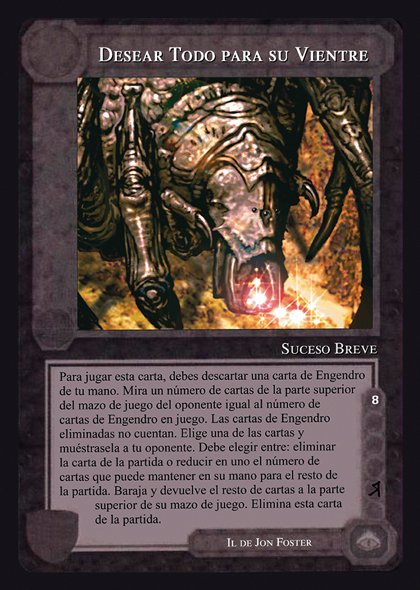 Desear Todo para su Vientre
Suceso Breve
Para jugar esta carta, debes descartar una carta de Engendro
de tu mano. Mira un número de cartas de la parte superior
del mazo de juego del oponente igual al número de
cartas de Engendro en juego. Las cartas de Engendro
eliminadas no cuentan. Elige una de las cartas y
muéstrasela a tu oponente. Debe elegir entre: eliminar
la carta de la partida o reducir en uno el número de
cartas que puede mantener en su mano para el resto de
la partida. Baraja y devuelve el resto de cartas a la parte
superior de su mazo de juego. Elimina esta carta
de la partida.
8
Il de Jon Foster